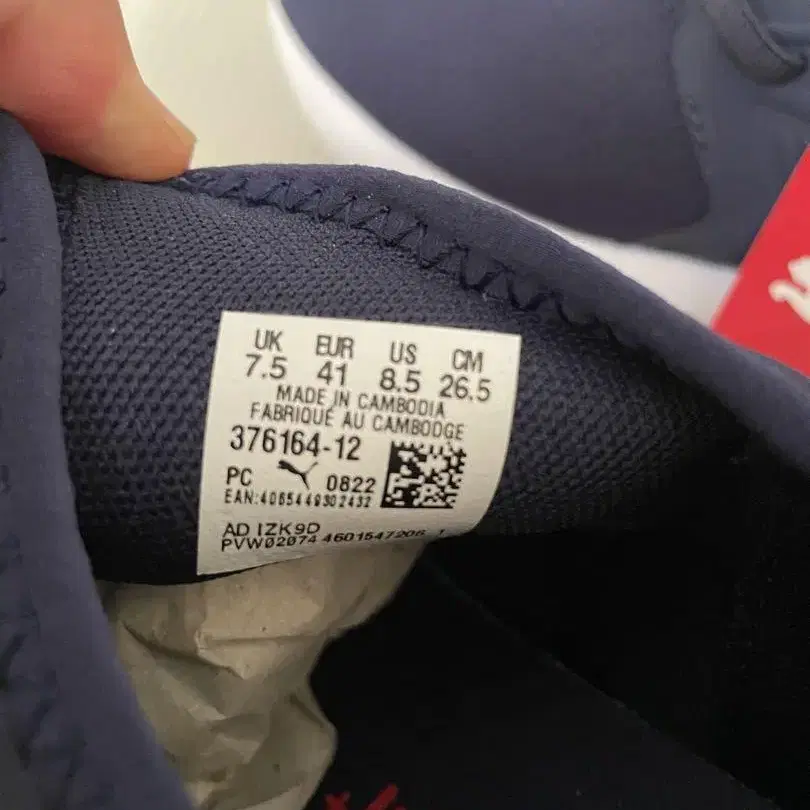 UK EUR US CM
7.5 41 8.5 26.5
MADE IN CAMBODIA
FABRIQUÉ AU CAMBODGE
376164-12
PC 0822
EAN:4065449302432
AD IZK9D
PVW02074 4601547206 1